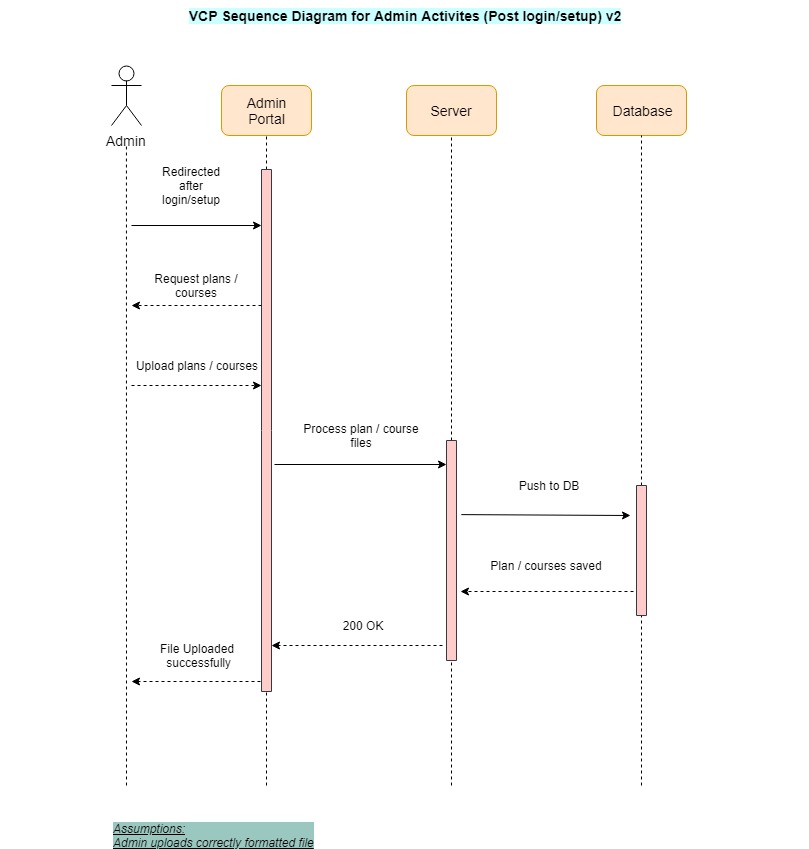 VCP Sequence Diagram for Admin Activites (Post login/setup) v2
Admin
Portal
Server
Database
Admin
Redirected
after
login/setup
Request plans /
courses
Upload plans / courses
Process plan / course
files
Push to DB
Plan / courses saved
200 OK
File Uploaded
successfully
Assumptions:
Admin uploads correctly formatted file